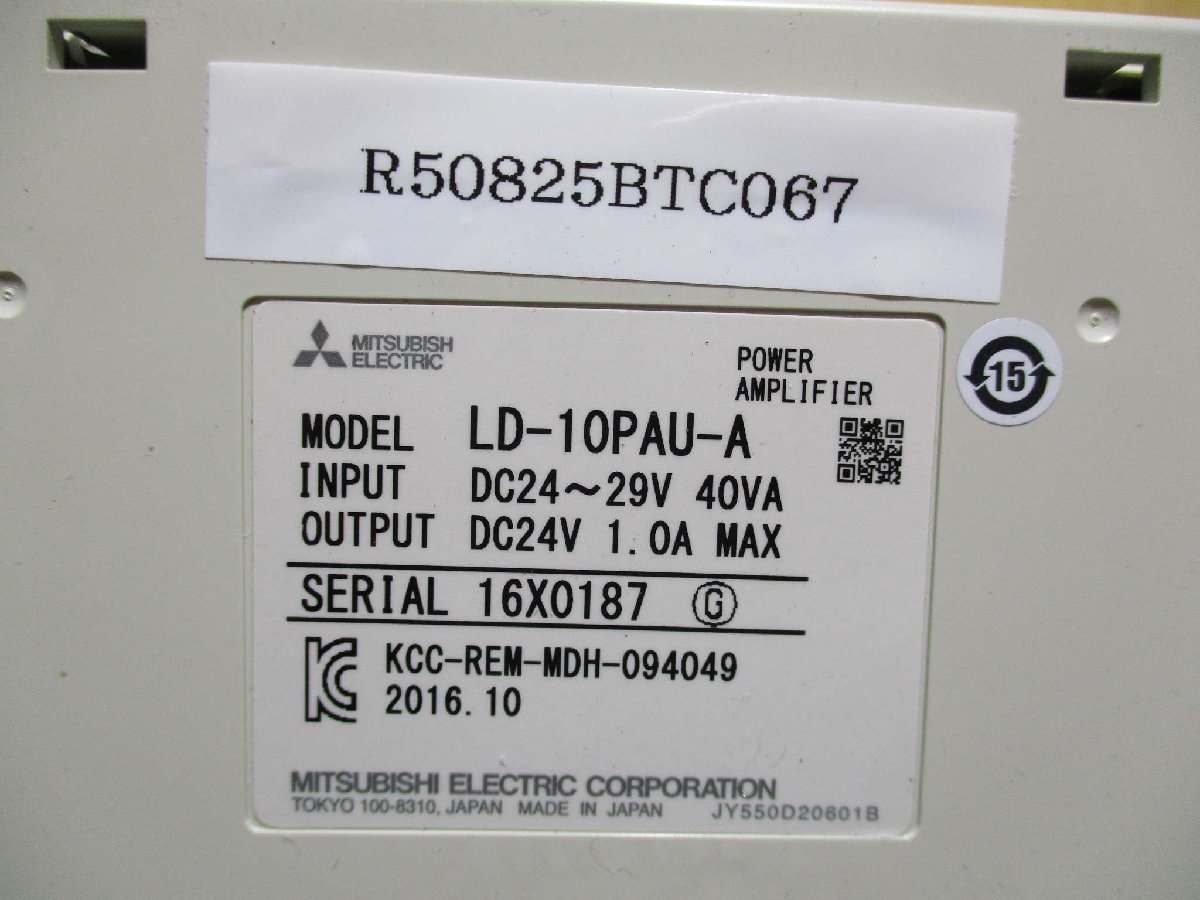 R50825BTC067
MITSUBISHI
ELECTRIC
POWER
AMPLIFIER
MODEL LD-10PAU-A
INPUT DC24～29V 40VA
OUTPUT DC24V 1.0A MAX
SERIAL 16X0187 G
KCC-REM-MDH-094049
2016.10
MITSUBISHI ELECTRIC CORPORATION
TOKYO 100-8310, JAPAN MADE IN JAPAN JY550D20601B
15